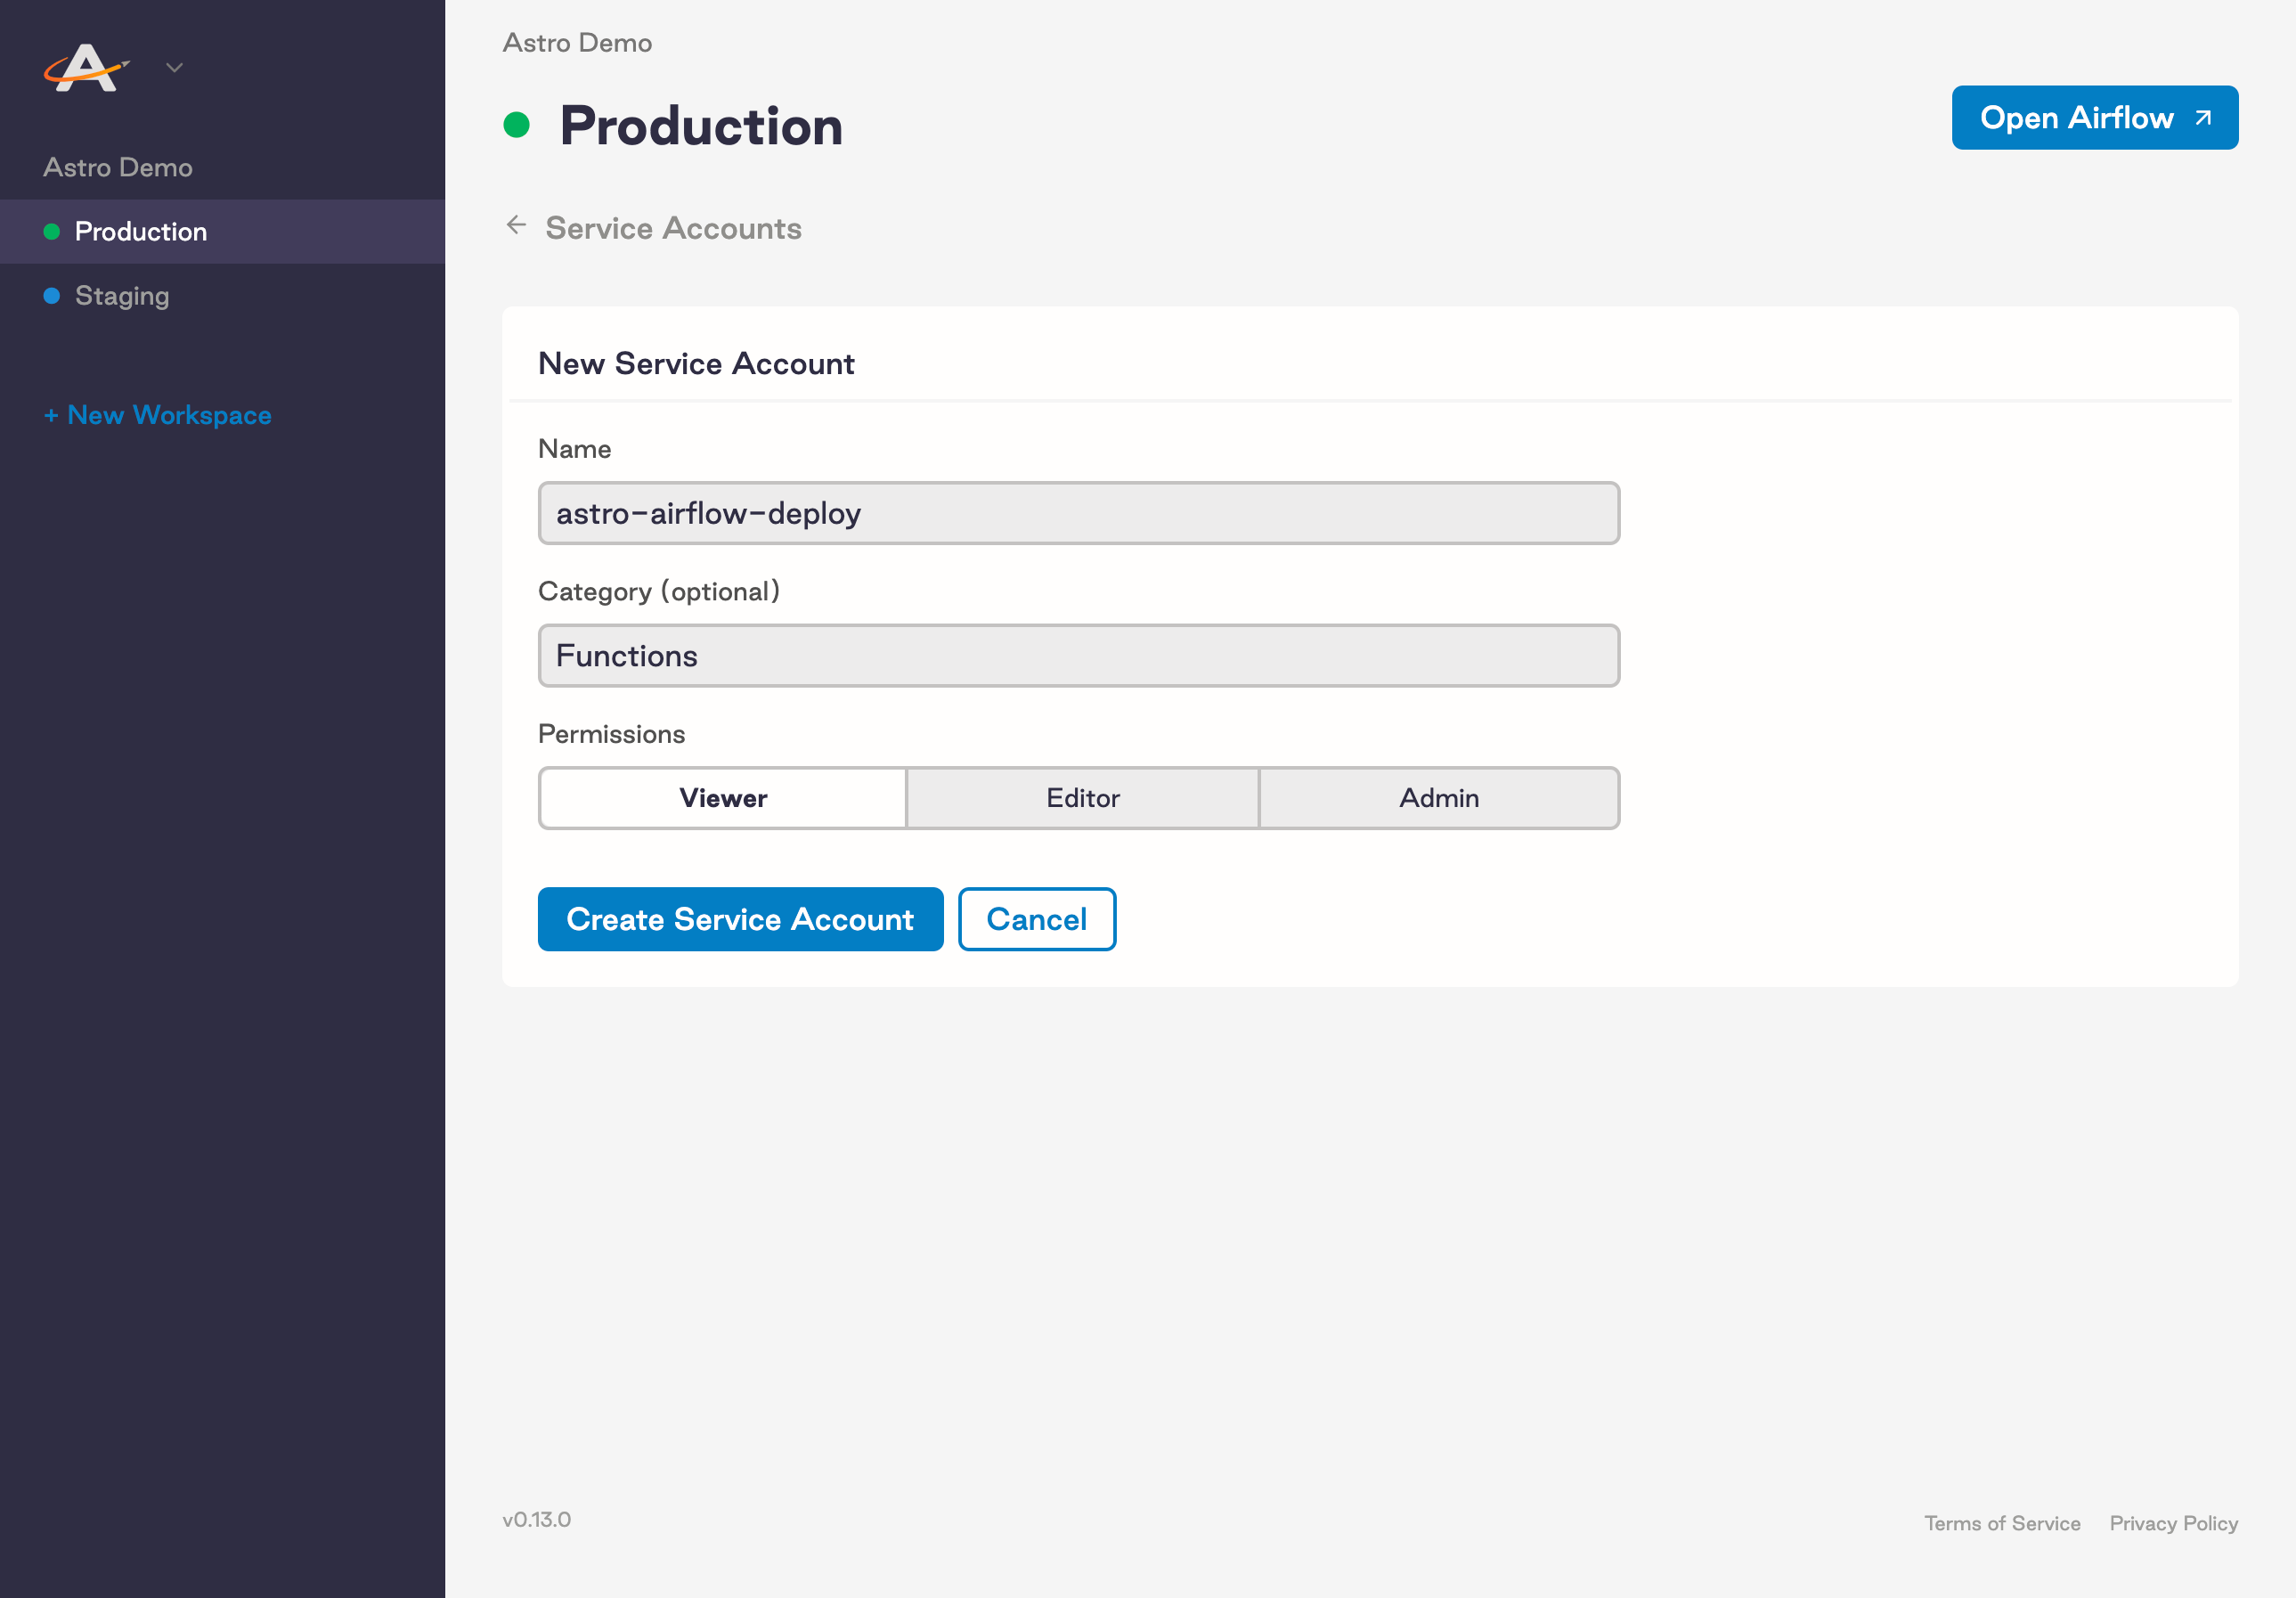 Astro Demo
Production
Staging
+ New Workspace
Astro Demo
Production
Open Airflow
Service Accounts
New Service Account
Name
astro-airflow-deploy
Category (optional)
Functions
Permissions
Viewer
Editor
Admin
Create Service Account
Cancel
v0.13.0
Terms of Service
Privacy Policy